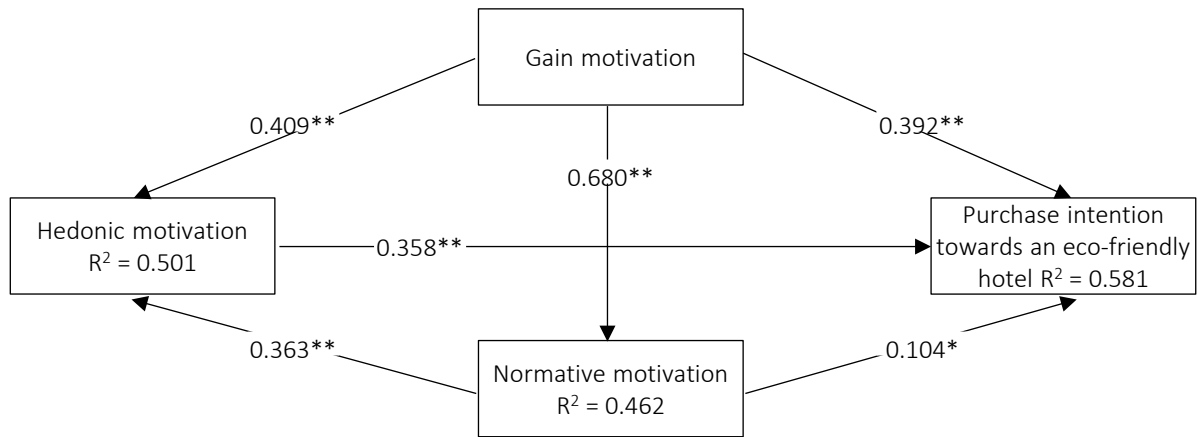 Gain motivation
0.409**
0.392**
0.680**
Hedonic motivation
R² = 0.501
0.358**
Purchase intention
towards an eco-friendly
hotel R² = 0.581
0.363**
0.104*
Normative motivation
R² = 0.462